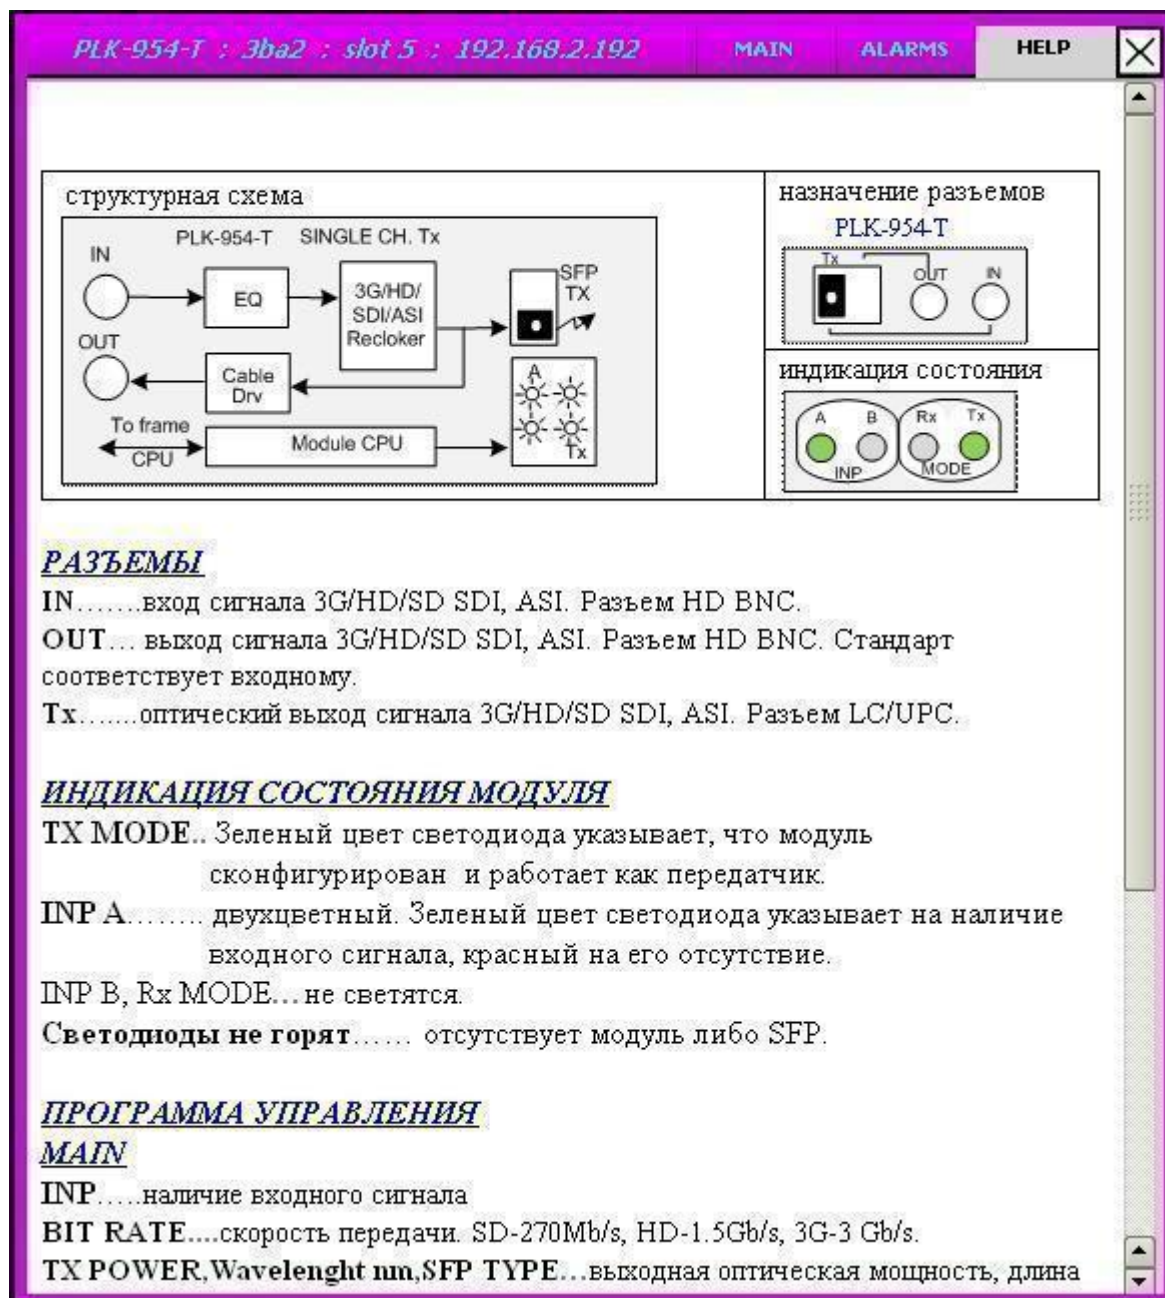 PLK-954-T : 3ba2 : slot 5 : 192.168.2.192 MAIN ALARMS HELP
структурная схема
PLK-954-T SINGLE CH. Tx
IN
EQ
3G/HD/
SDI/ASI
Recloker
SFP
TX
OUT
Cable
Drv
A
Tx
To frame
CPU
Module CPU
назначение разъемов
PLK-954-T
Tx OUT IN
индикация состояния
A B Rx Tx
INP MODE
РАЗЪЕМЫ
IN.......вход сигнала 3G/HD/SD SDI, ASI. Разьем HD BNC.
OUT... выход сигнала 3G/HD/SD SDI, ASI. Разьем HD BNC. Стандарт
соответствует входному.
Tx.......оптический выход сигнала 3G/HD/SD SDI, ASI. Разьем LC/UPC.
ИНДИКАЦИЯ СОСТОЯНИЯ МОДУЛЯ
TX MODE.. Зеленый цвет светодиода указывает, что модуль
сконфигурирован и работает как передатчик.
INP A........ двухцветный. Зеленый цвет светодиода указывает на наличие
входного сигнала, красный на его отсутствие.
INP B, Rx MODE...не светятся.
Светодиоды не горят...... отсутствует модуль либо SFP.
ПРОГРАММА УПРАВЛЕНИЯ
MAIN
INP.....наличие входного сигнала
BIT RATE....скорость передачи. SD-270Mb/s, HD-1.5Gb/s, 3G-3 Gb/s.
TX POWER,Wavelenght nm,SFP TYPE...выходная оптическая мощность, длина